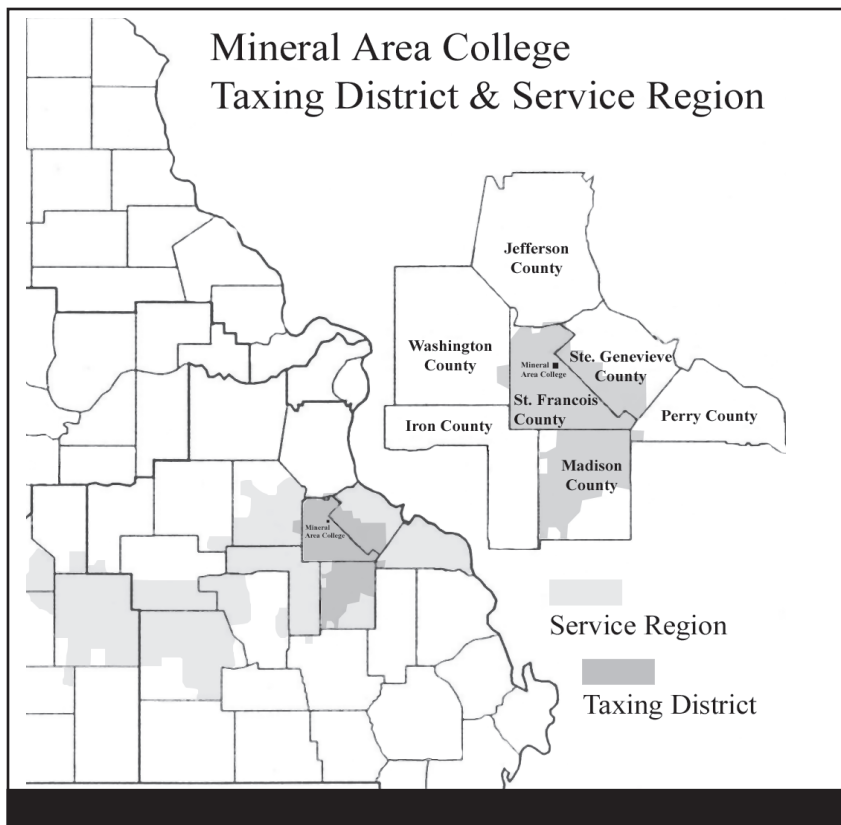 Mineral Area College
Taxing District & Service Region
Jefferson
County
Washington
County
Ste. Genevieve
County
Mineral
Area College
St. Francois
County
Iron County
Perry County
Madison
County
Mineral
Area College
Service Region
Taxing District